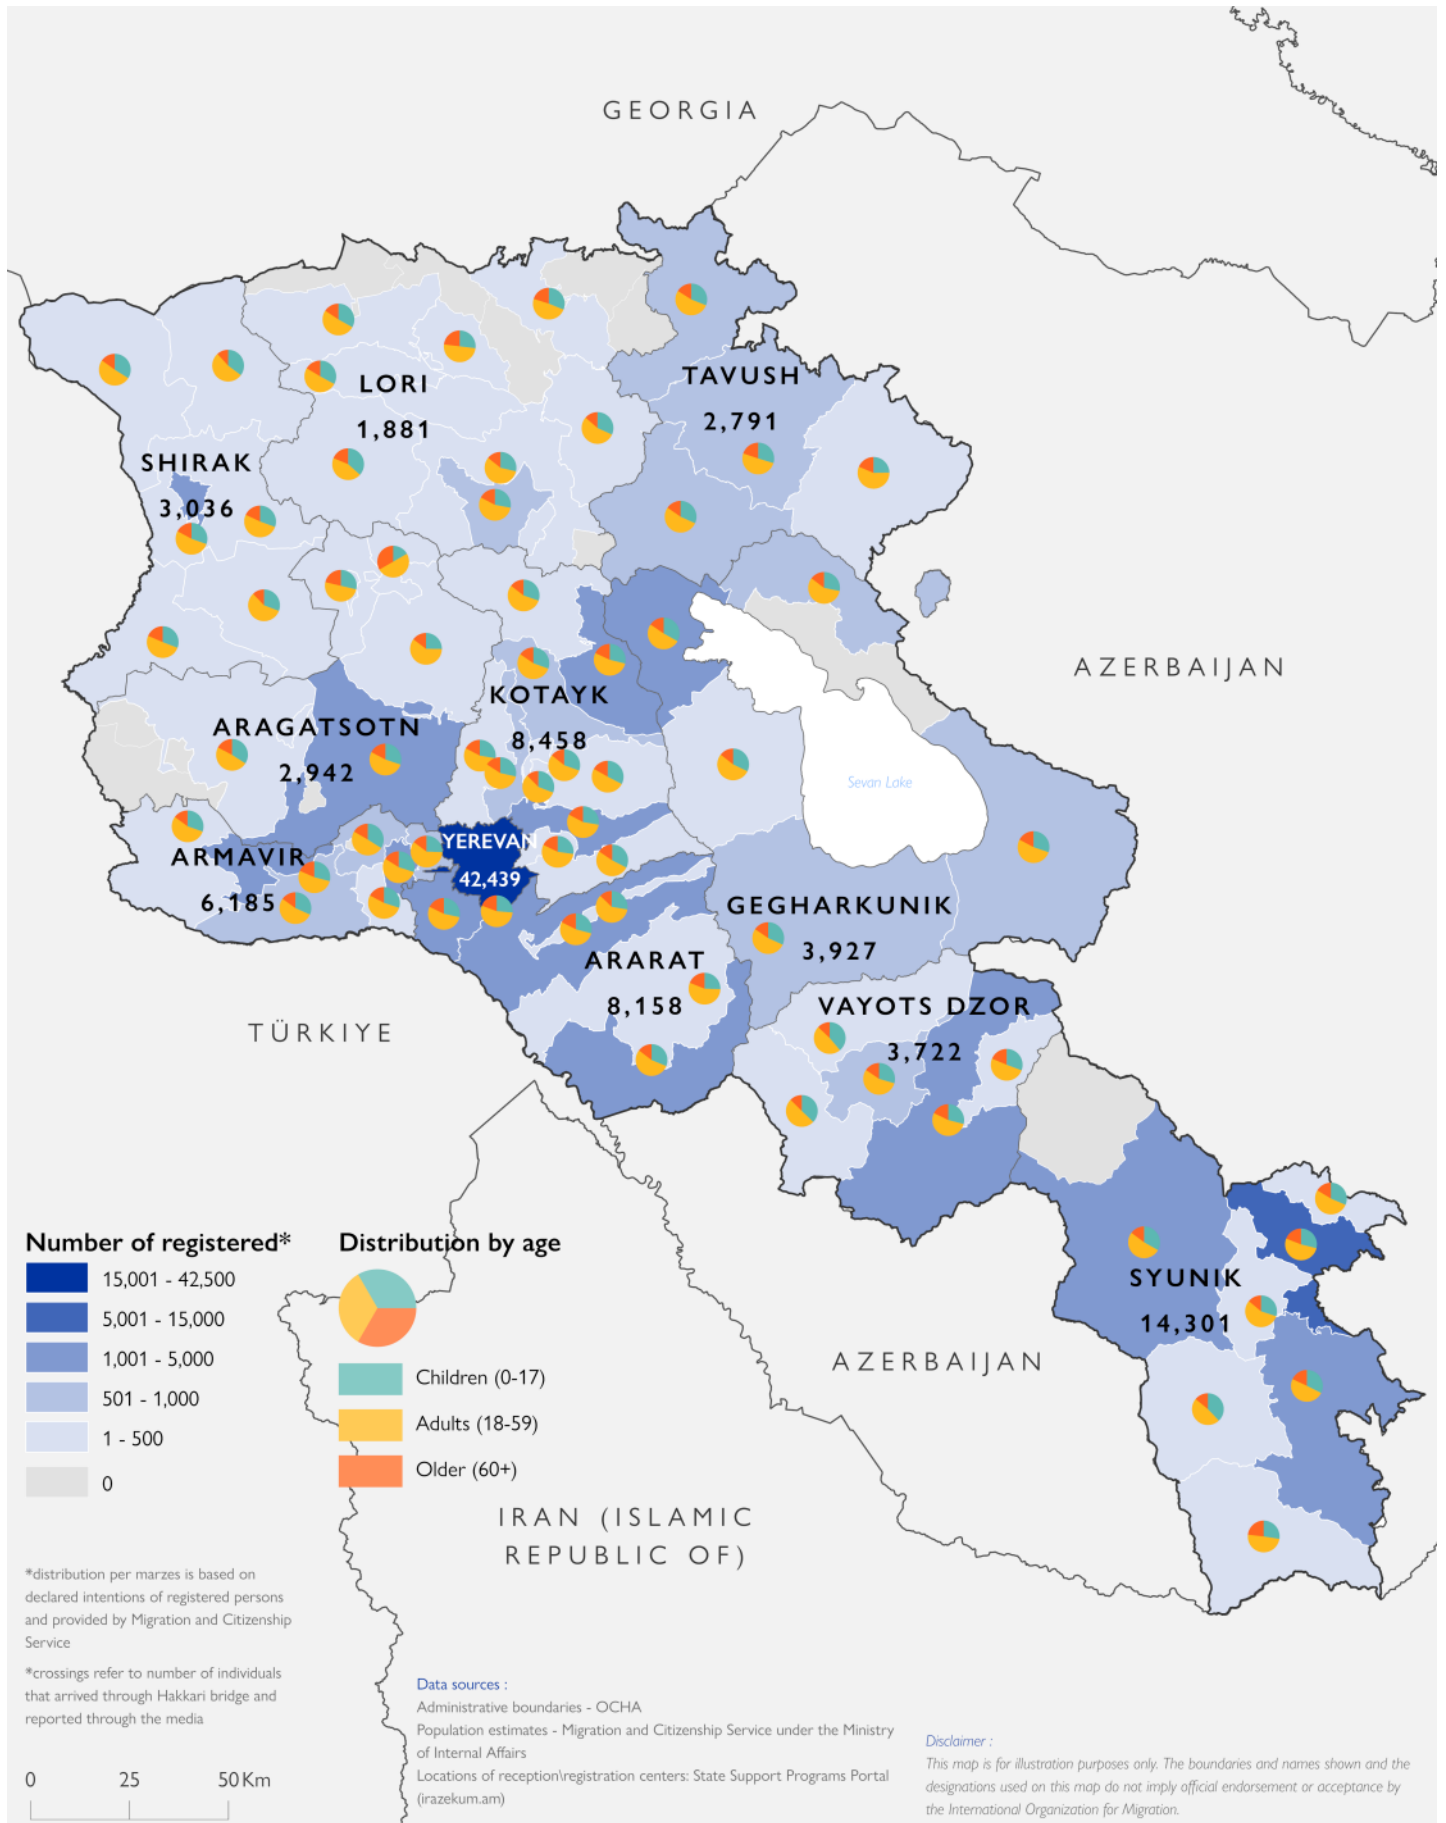 GEORGIA
LORI
1,881
TAVUSH
2,791
SHIRAK
3,036
AZERBAIJAN
KOTAYK
8,458
ARAGATSOTN
2,942
Sevan Lake
YEREVAN
42,439
ARMAVIR
6,185
GEGHARKUNIK
3,927
ARARAT
8,158
VAYOTS DZOR
3,722
TÜRKIYE
SYUNIK
14,301
AZERBAIJAN
IRAN (ISLAMIC
REPUBLIC OF)
Number of registered*
15,001 - 42,500
5,001 - 15,000
1,001 - 5,000
501 - 1,000
1 - 500
0
Distribution by age
Children (0-17)
Adults (18-59)
Older (60+)
*distribution per marzes is based on
declared intentions of registered persons
and provided by Migration and Citizenship
Service
*crossings refer to number of individuals
that arrived through Hakkari bridge and
reported through the media
0 25 50 Km
Data sources :
Administrative boundaries - OCHA
Population estimates - Migration and Citizenship Service under the Ministry
of Internal Affairs
Locations of reception\registration centers: State Support Programs Portal
(irazekum.am)
Disclaimer :
This map is for illustration purposes only. The boundaries and names shown and the
designations used on this map do not imply official endorsement or acceptance by
the International Organization for Migration.